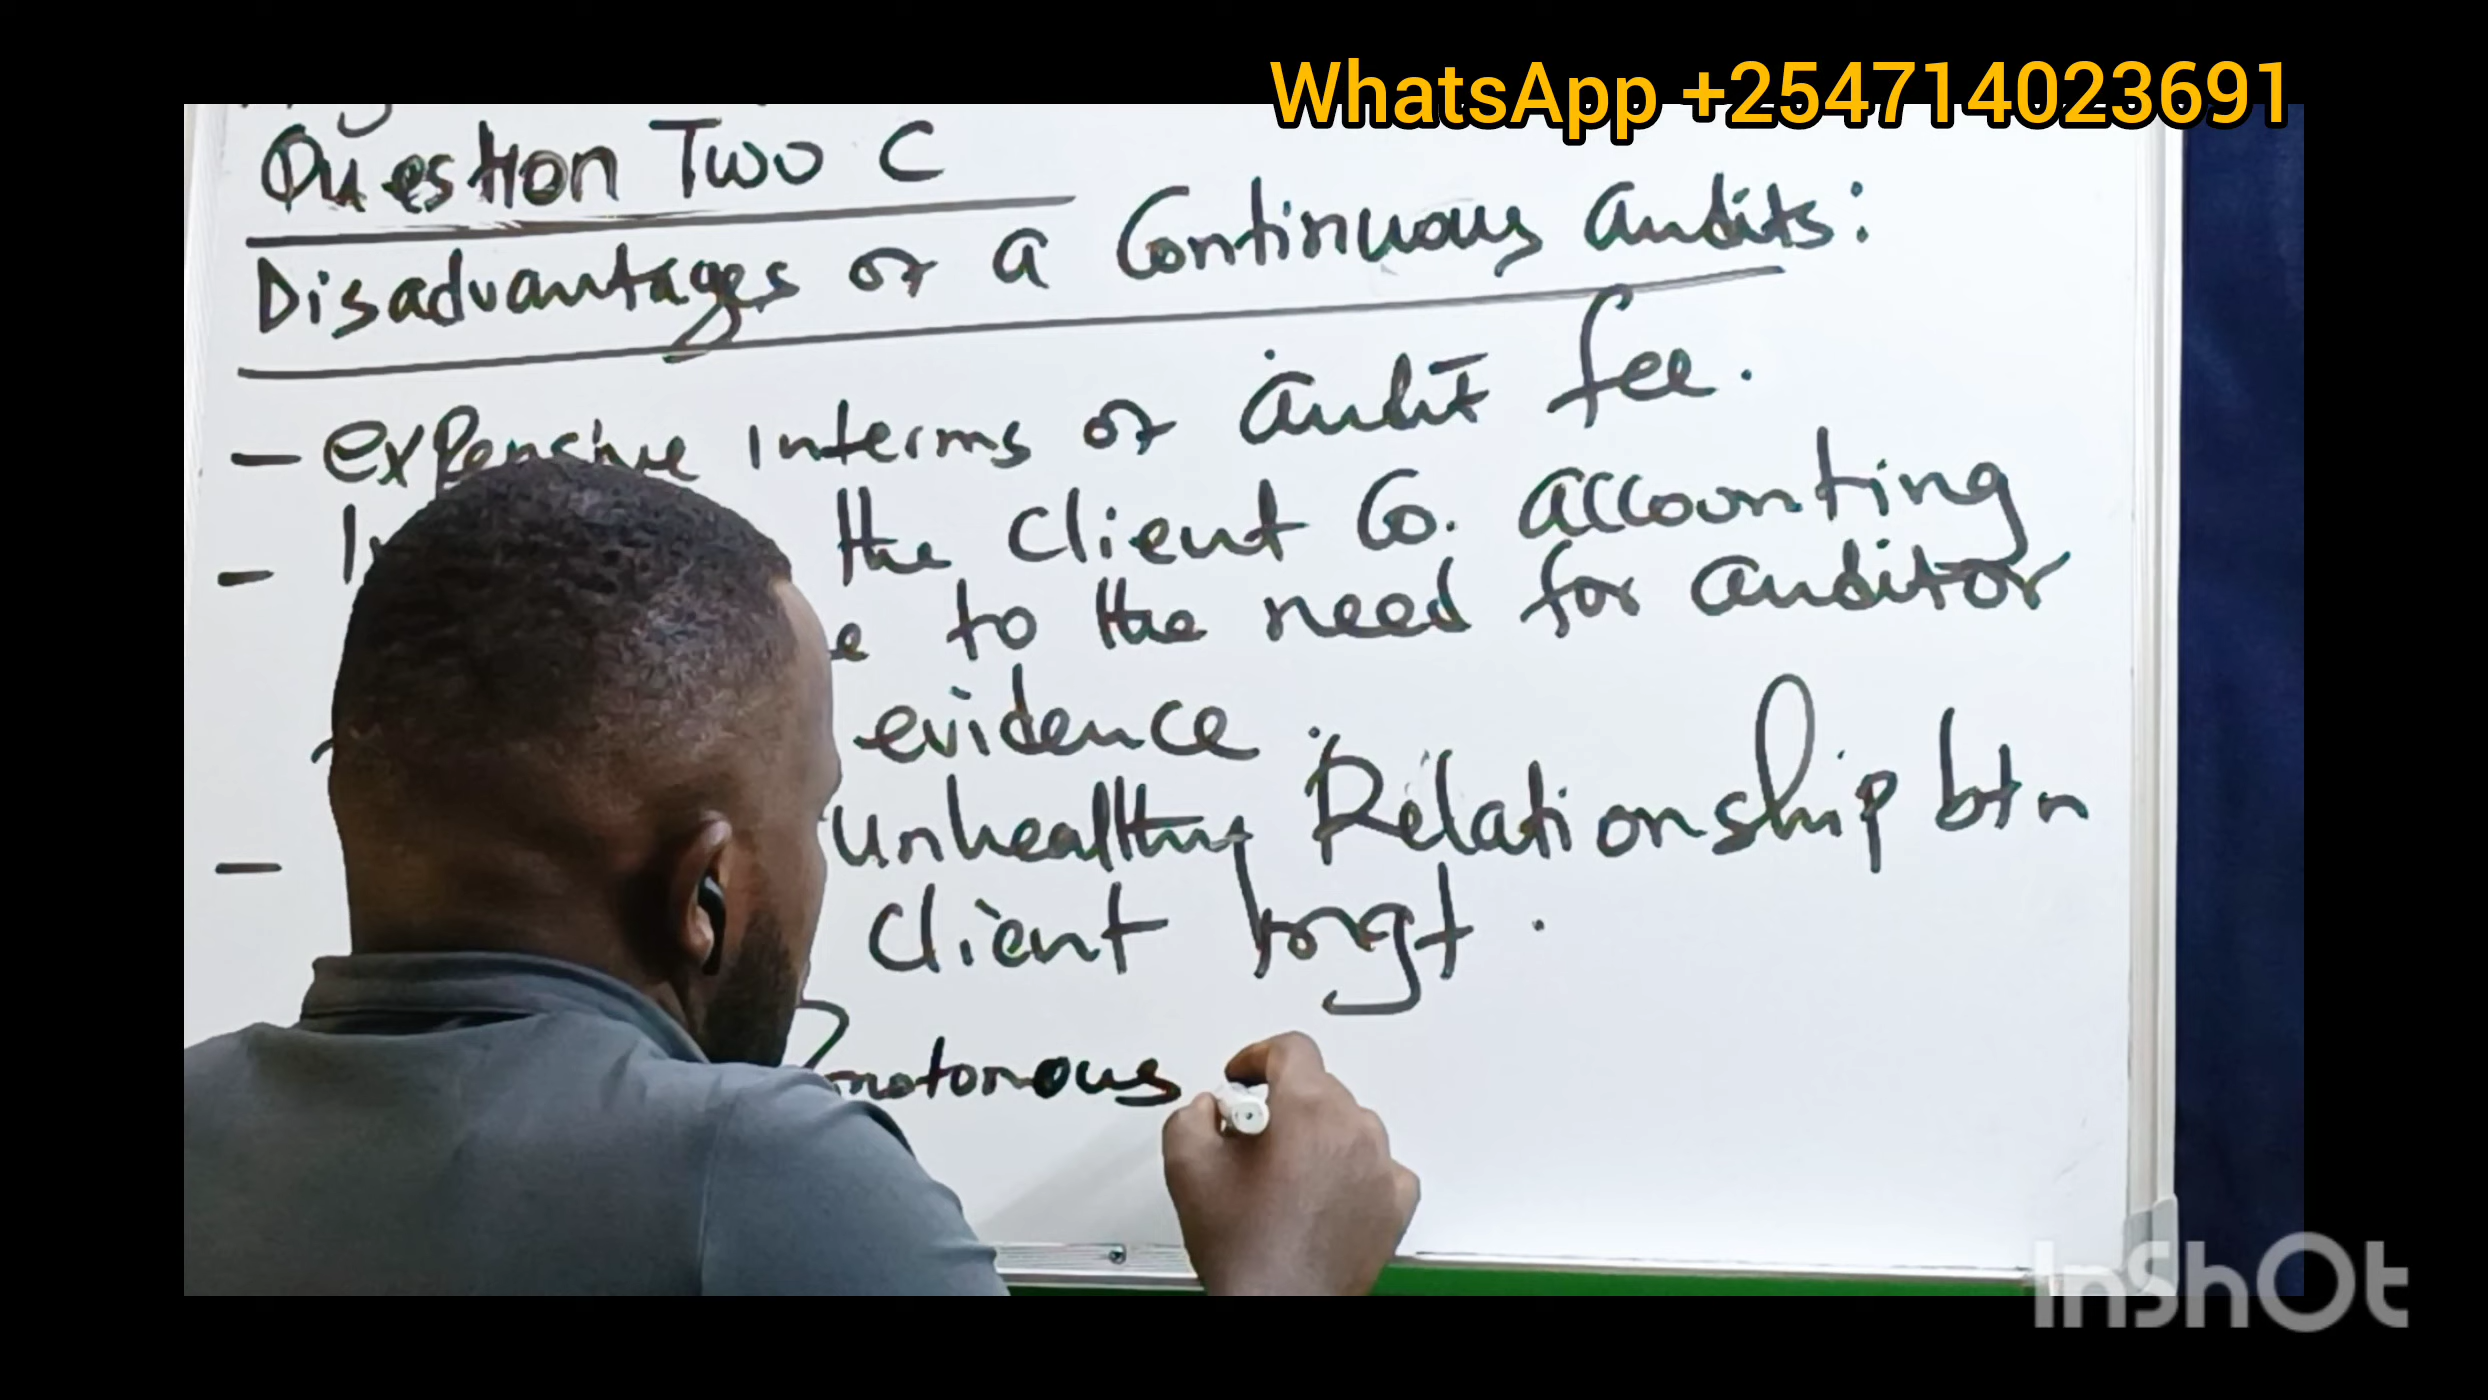 WhatsApp +254714023691
Question Two C
Disadvantages of a Continuous audits:
- expensive interms of audit fee.
- the client Co. accounting
to the need for auditor
evidence.
- unhealthy Relationship btn
client mgt.
monotonous
InShOt